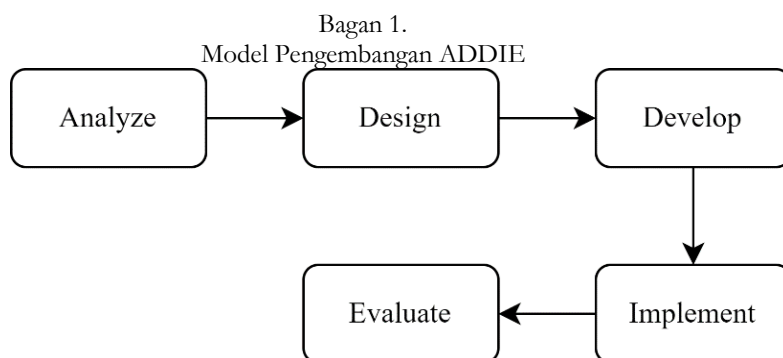 Bagan 1.
Model Pengembangan ADDIE
Analyze
Design
Develop
Implement
Evaluate